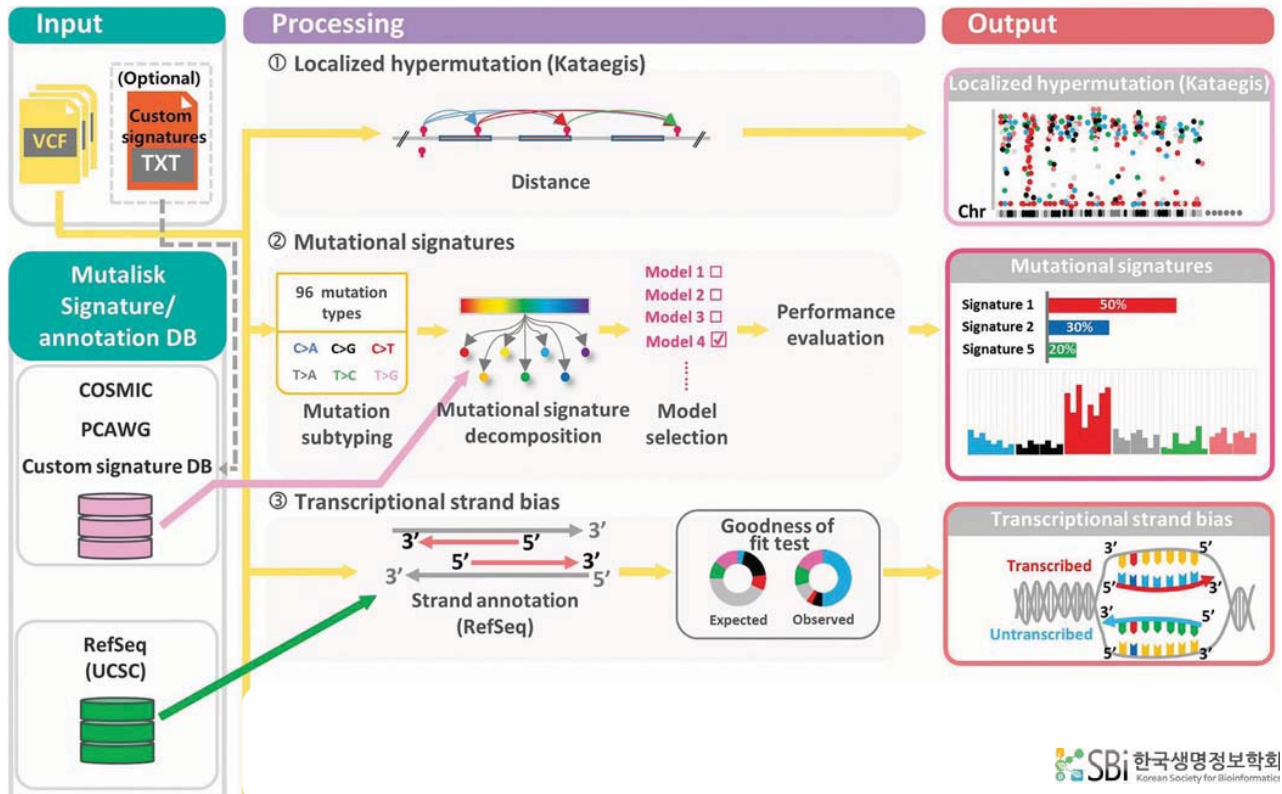 Input
Processing
Output
(Optional)
VCF
Custom
signatures
TXT
Mutalisk
Signature/
annotation DB
COSMIC
PCAWG
Custom signature DB
RefSeq
(UCSC)
① Localized hypermutation (Kataegis)
Distance
② Mutational signatures
96 mutation
types
C>A C>G C>T
T>A T>C T>G
Mutation
subtyping
Mutational signature
decomposition
Model 1
Model 2
Model 3
Model 4
Model
selection
Performance
evaluation
③ Transcriptional strand bias
3’
3’ 5’
5’ 3’
3’ 5’
Strand annotation
(RefSeq)
Goodness of
fit test
Expected Observed
Localized hypermutation (Kataegis)
Chr
Mutational signatures
Signature 1 50%
Signature 2 30%
Signature 5 20%
Transcriptional strand bias
3’ 5’
Transcribed
5’ 3’
3’ 5’
Untranscribed
5’ 3’
SBi 한국생명정보학회
Korean Society for Bioinformatics